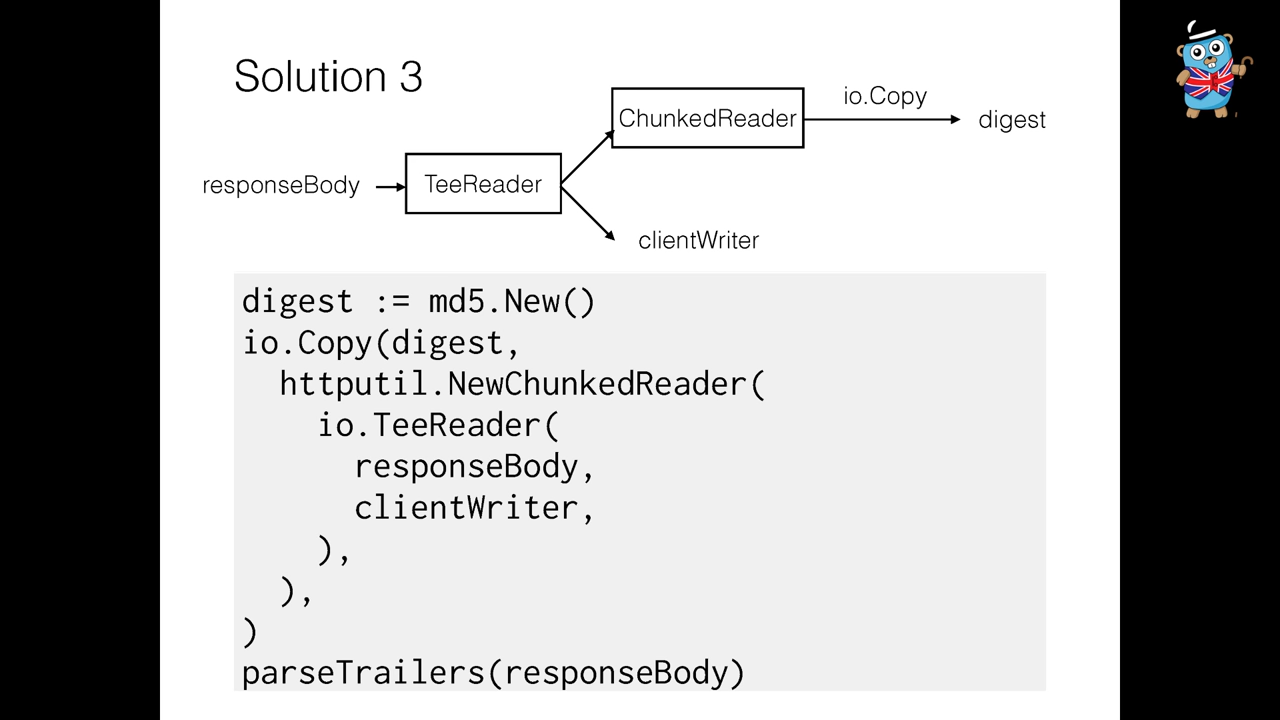 Solution 3
ChunkedReader
io.Copy
digest
responseBody
TeeReader
clientWriter
digest := md5.New()
io.Copy(digest,
  httputil.NewChunkedReader(
    io.TeeReader(
      responseBody,
      clientWriter,
    ),
  ),
)
parseTrailers(responseBody)